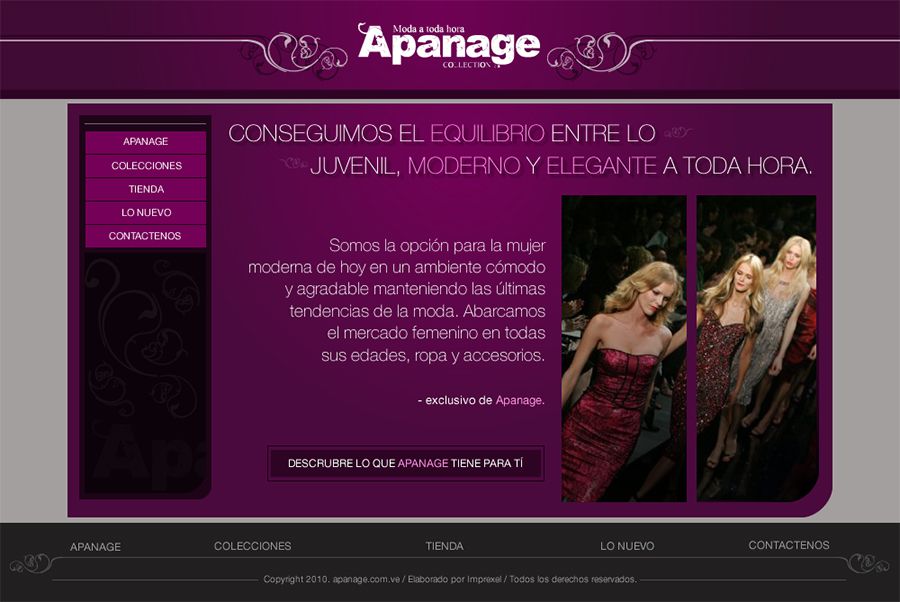 Moda a toda hora
Apanage
COLLECTION
APANAGE
COLECCIONES
TIENDA
LO NUEVO
CONTACTENOS
Apana
CONSEGUIMOS EL EQUILIBRIO ENTRE LO
JUVENIL, MODERNO Y ELEGANTE A TODA HORA.
Somos la opción para la mujer
moderna de hoy en un ambiente cómodo
y agradable manteniendo las últimas
tendencias de la moda. Abarcamos
el mercado femenino en todas
sus edades, ropa y accesorios.
- exclusivo de Apanage.
DESCRUBRE LO QUE APANAGE TIENE PARA TÍ
APANAGE
COLECCIONES
TIENDA
LO NUEVO
CONTACTENOS
Copyright 2010. apanage.com.ve / Elaborado por Imprexel / Todos los derechos reservados.